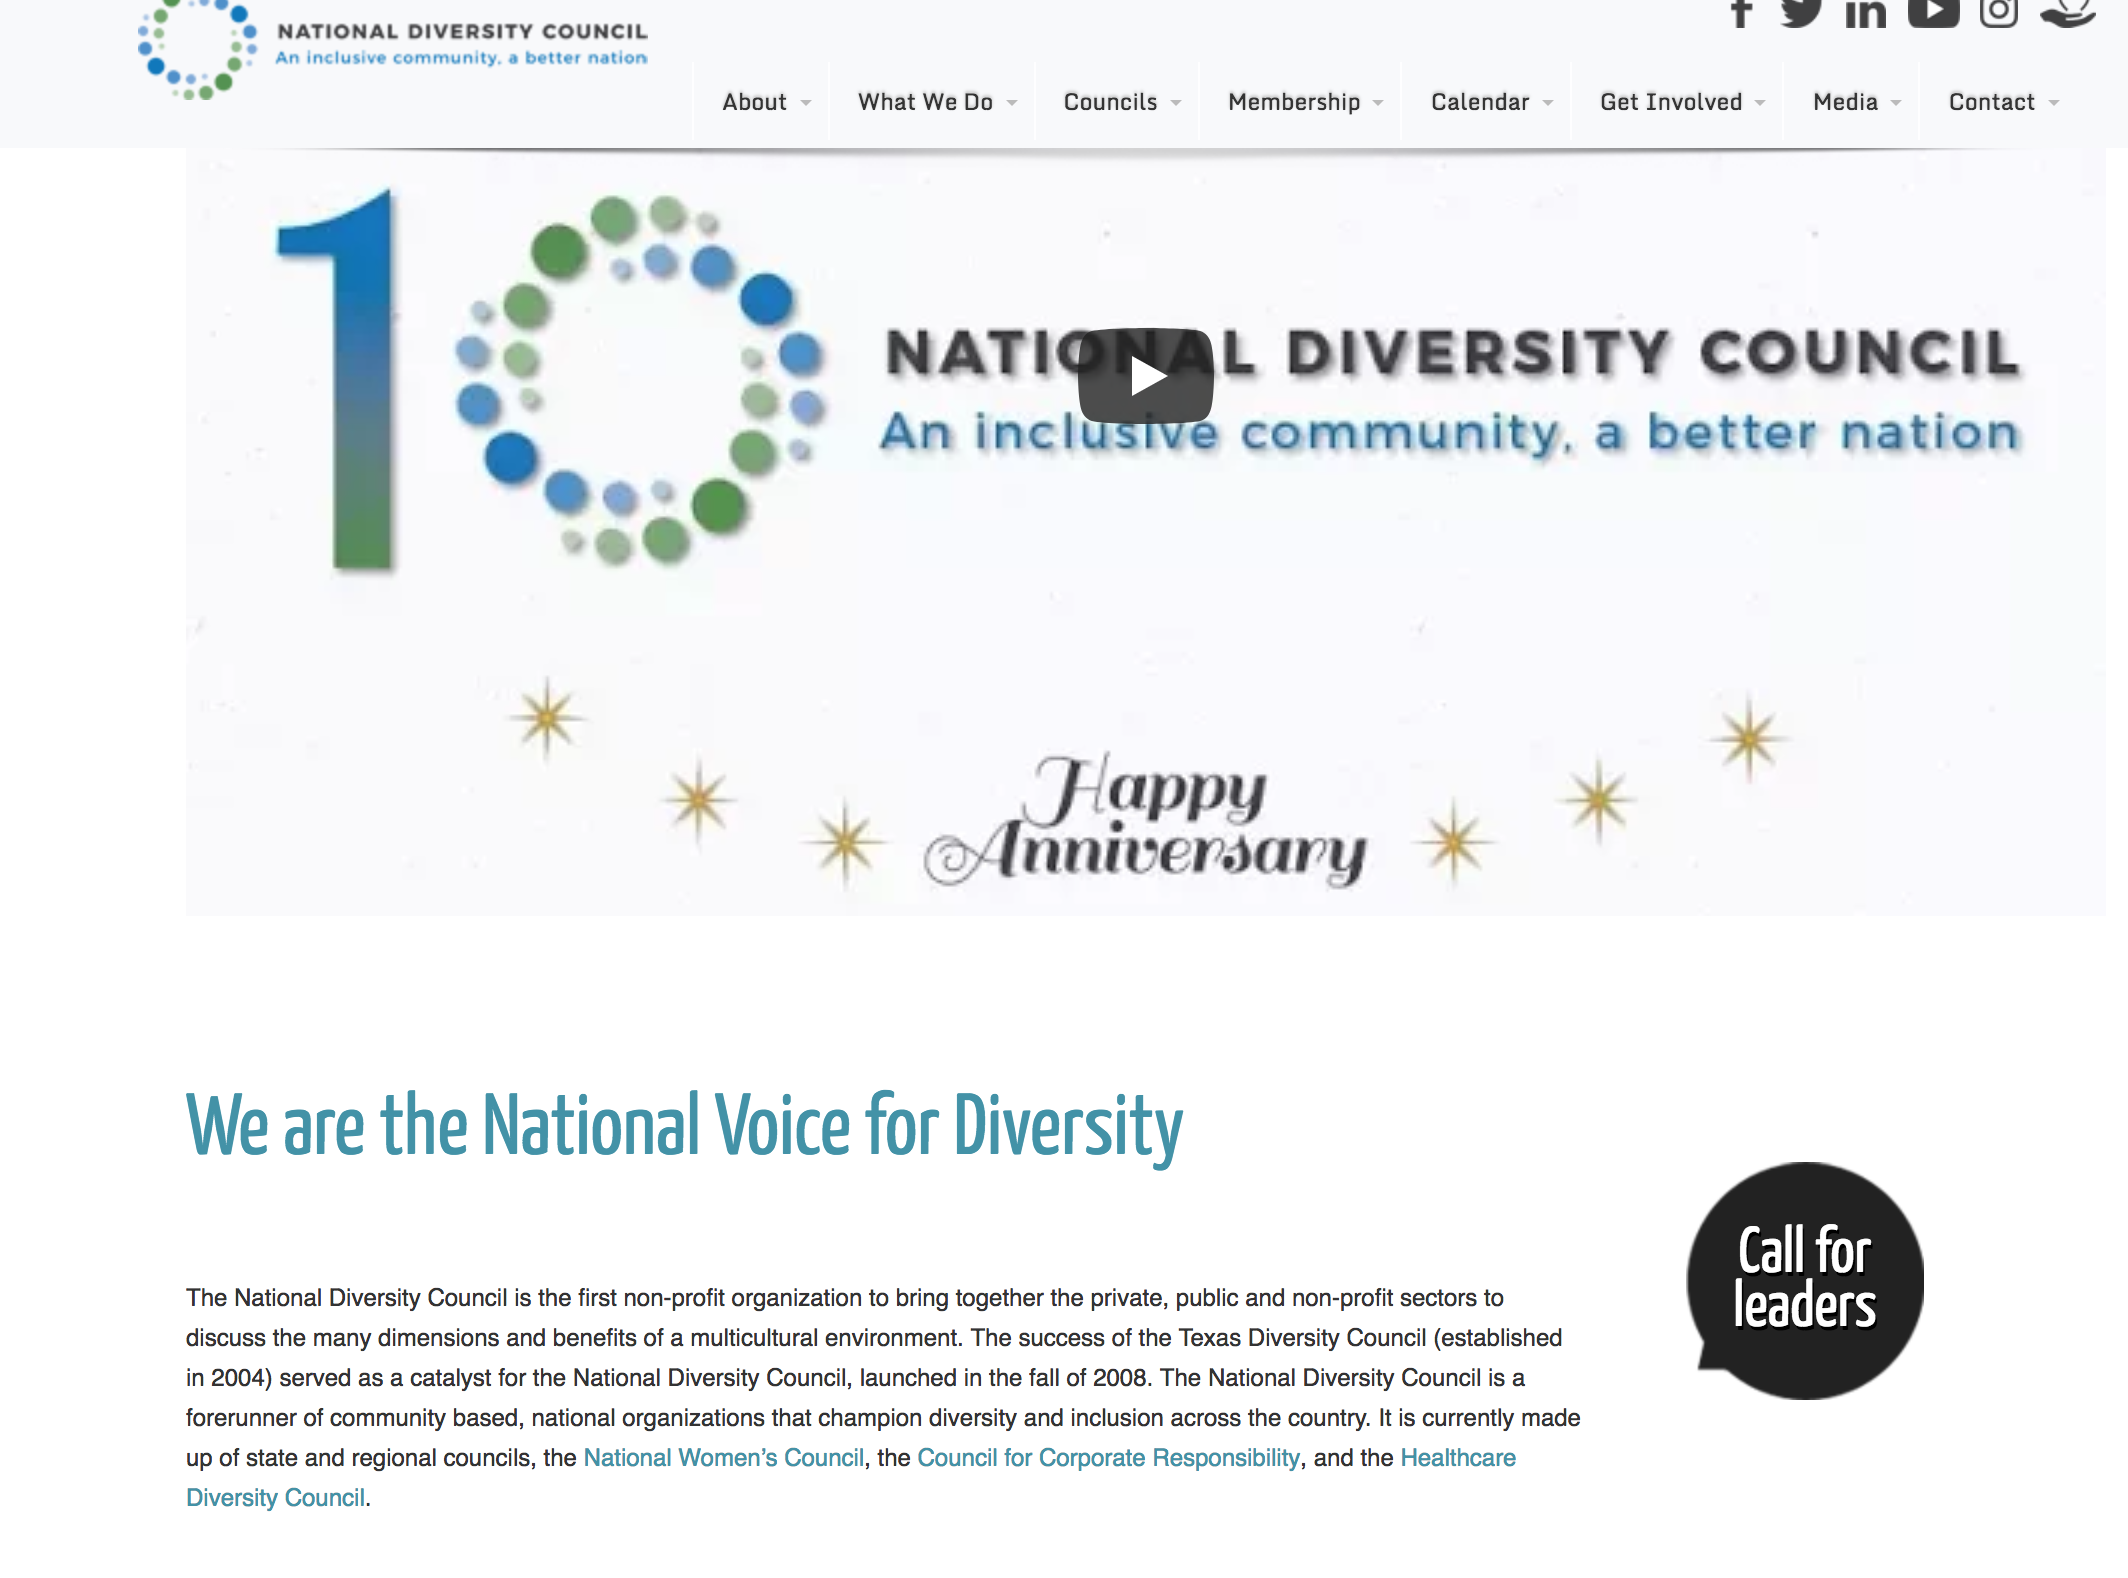 NATIONAL DIVERSITY COUNCIL
An inclusive community, a better nation
About
What We Do
Councils
Membership
Calendar
Get Involved
Media
Contact
10
NATIONAL DIVERSITY COUNCIL
An inclusive community, a better nation
Happy
Anniversary
We are the National Voice for Diversity
The National Diversity Council is the first non-profit organization to bring together the private, public and non-profit sectors to
discuss the many dimensions and benefits of a multicultural environment. The success of the Texas Diversity Council (established
in 2004) served as a catalyst for the National Diversity Council, launched in the fall of 2008. The National Diversity Council is a
forerunner of community based, national organizations that champion diversity and inclusion across the country. It is currently made
up of state and regional councils, the National Women’s Council, the Council for Corporate Responsibility, and the Healthcare
Diversity Council.
Call for
leaders